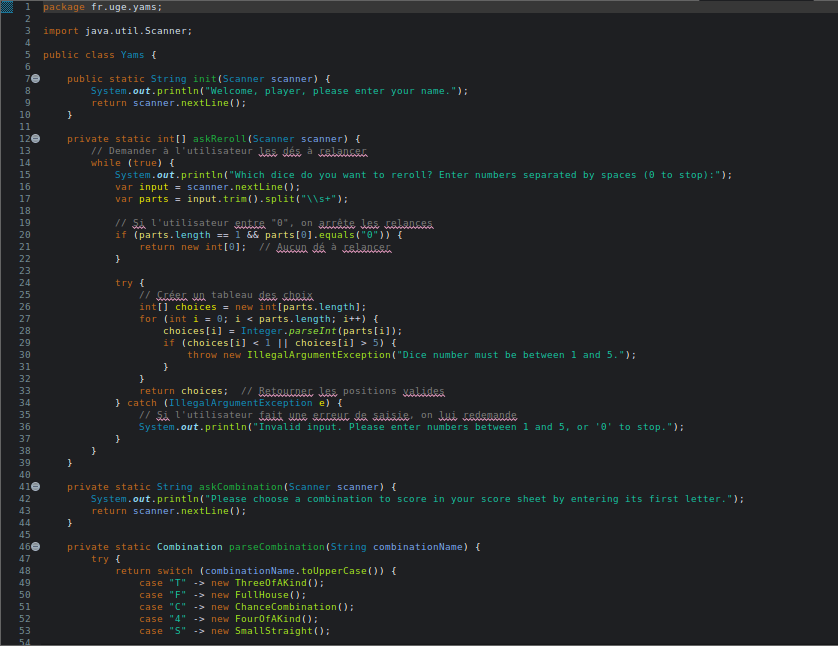 1 package fr.uge.yams;
2
3 import java.util.Scanner;
4
5 public class Yams {
6
7     public static String init(Scanner scanner) {
8         System.out.println("Welcome, player, please enter your name.");
9         return scanner.nextLine();
10     }
11
12     private static int[] askReroll(Scanner scanner) {
13         // Demander à l'utilisateur les dés à relancer
14         while (true) {
15             System.out.println("Which dice do you want to reroll? Enter numbers separated by spaces (0 to stop):");
16             var input = scanner.nextLine();
17             var parts = input.trim().split("\\s+");
18
19             // Si l'utilisateur entre "0", on arrête les relances
20             if (parts.length == 1 && parts[0].equals("0")) {
21                 return new int[0];  // Aucun dé à relancer
22             }
23
24             try {
25                 // Créer un tableau des choix
26                 int[] choices = new int[parts.length];
27                 for (int i = 0; i < parts.length; i++) {
28                     choices[i] = Integer.parseInt(parts[i]);
29                     if (choices[i] < 1 || choices[i] > 5) {
30                         throw new IllegalArgumentException("Dice number must be between 1 and 5.");
31                     }
32                 }
33                 return choices;  // Retourner les positions valides
34             } catch (IllegalArgumentException e) {
35                 // Si l'utilisateur fait une erreur de saisie, on lui redemande
36                 System.out.println("Invalid input. Please enter numbers between 1 and 5, or '0' to stop.");
37             }
38         }
39     }
40
41     private static String askCombination(Scanner scanner) {
42         System.out.println("Please choose a combination to score in your score sheet by entering its first letter.");
43         return scanner.nextLine();
44     }
45
46     private static Combination parseCombination(String combinationName) {
47         try {
48             return switch (combinationName.toUpperCase()) {
49                 case "T" -> new ThreeOfAKind();
50                 case "F" -> new FullHouse();
51                 case "C" -> new ChanceCombination();
52                 case "4" -> new FourOfAKind();
53                 case "S" -> new SmallStraight();
54